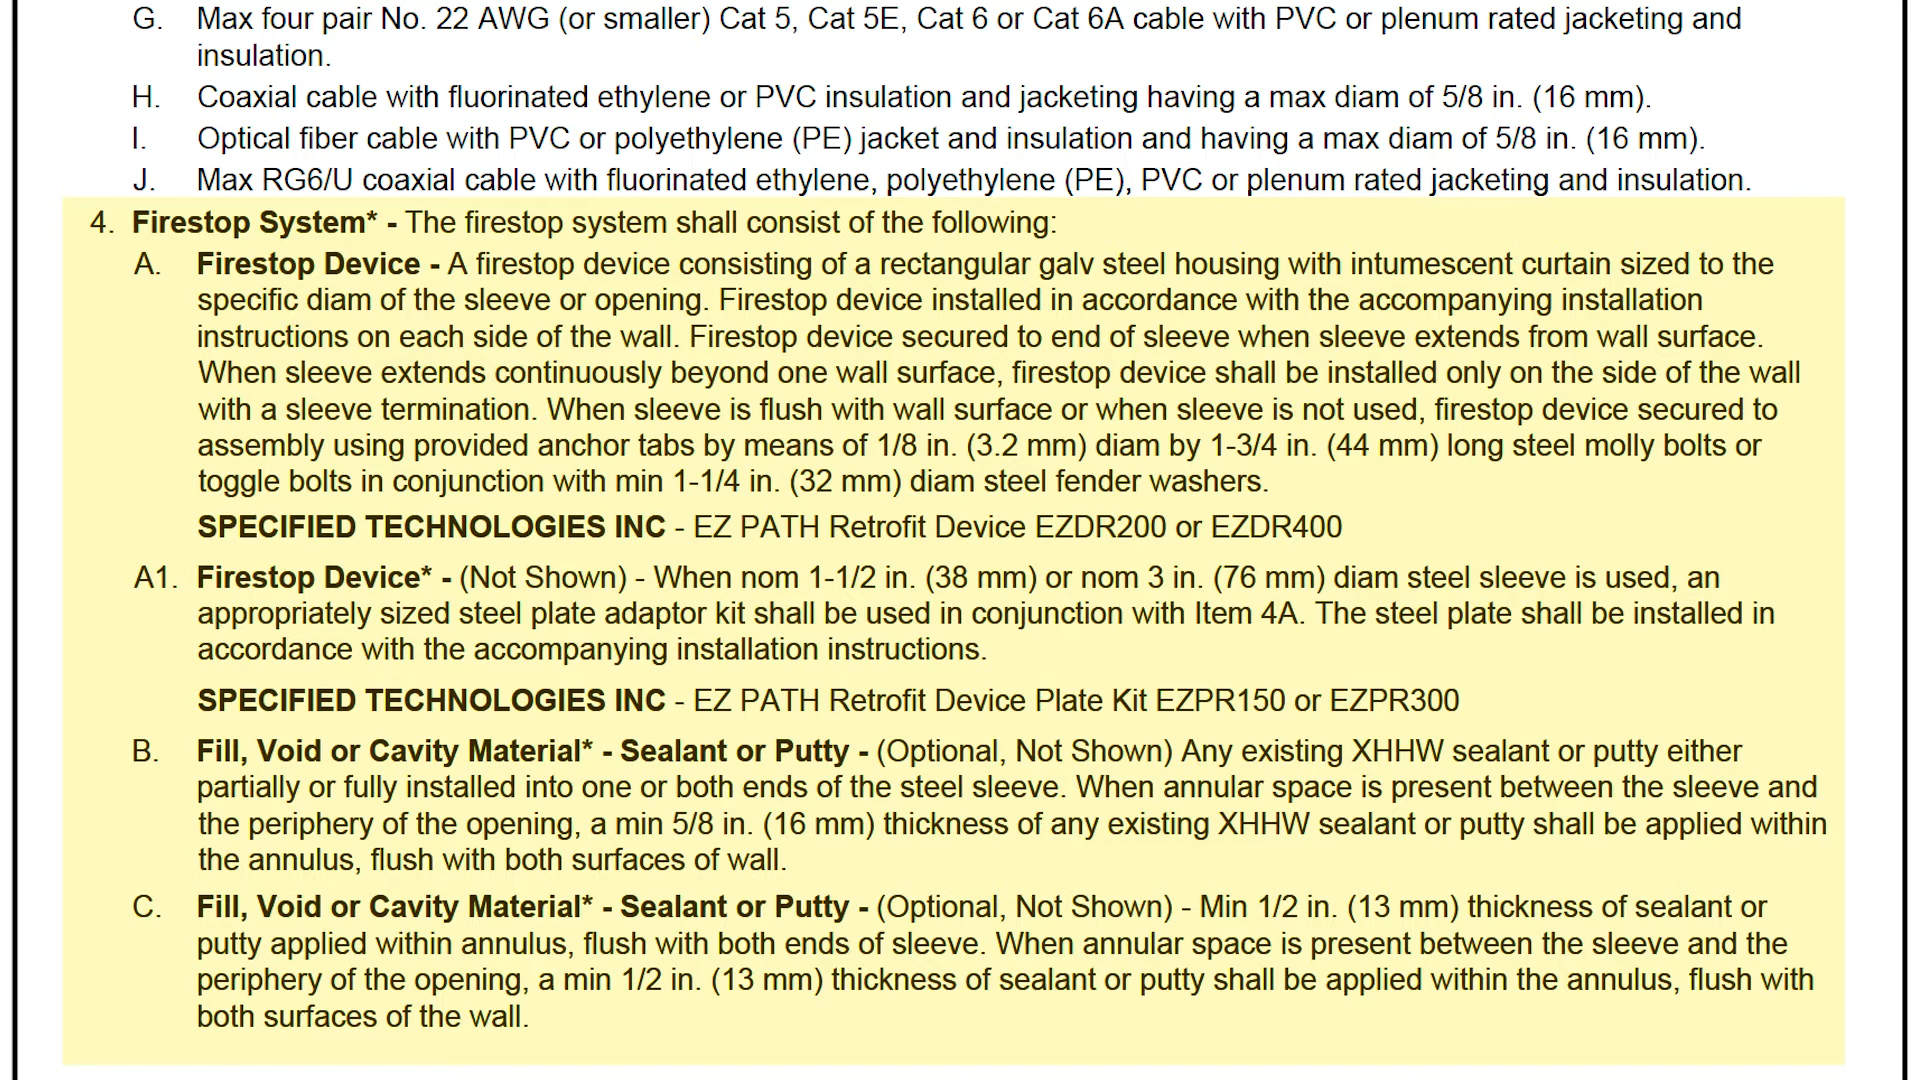 G. Max four pair No. 22 AWG (or smaller) Cat 5, Cat 5E, Cat 6 or Cat 6A cable with PVC or plenum rated jacketing and
insulation.
H. Coaxial cable with fluorinated ethylene or PVC insulation and jacketing having a max diam of 5/8 in. (16 mm).
I. Optical fiber cable with PVC or polyethylene (PE) jacket and insulation and having a max diam of 5/8 in. (16 mm).
J. Max RG6/U coaxial cable with fluorinated ethylene, polyethylene (PE), PVC or plenum rated jacketing and insulation.
4. Firestop System* - The firestop system shall consist of the following:
A. Firestop Device - A firestop device consisting of a rectangular galv steel housing with intumescent curtain sized to the
specific diam of the sleeve or opening. Firestop device installed in accordance with the accompanying installation
instructions on each side of the wall. Firestop device secured to end of sleeve when sleeve extends from wall surface.
When sleeve extends continuously beyond one wall surface, firestop device shall be installed only on the side of the wall
with a sleeve termination. When sleeve is flush with wall surface or when sleeve is not used, firestop device secured to
assembly using provided anchor tabs by means of 1/8 in. (3.2 mm) diam by 1-3/4 in. (44 mm) long steel molly bolts or
toggle bolts in conjunction with min 1-1/4 in. (32 mm) diam steel fender washers.
SPECIFIED TECHNOLOGIES INC - EZ PATH Retrofit Device EZDR200 or EZDR400
A1. Firestop Device* - (Not Shown) - When nom 1-1/2 in. (38 mm) or nom 3 in. (76 mm) diam steel sleeve is used, an
appropriately sized steel plate adaptor kit shall be used in conjunction with Item 4A. The steel plate shall be installed in
accordance with the accompanying installation instructions.
SPECIFIED TECHNOLOGIES INC - EZ PATH Retrofit Device Plate Kit EZPR150 or EZPR300
B. Fill, Void or Cavity Material* - Sealant or Putty - (Optional, Not Shown) Any existing XHHW sealant or putty either
partially or fully installed into one or both ends of the steel sleeve. When annular space is present between the sleeve and
the periphery of the opening, a min 5/8 in. (16 mm) thickness of any existing XHHW sealant or putty shall be applied within
the annulus, flush with both surfaces of wall.
C. Fill, Void or Cavity Material* - Sealant or Putty - (Optional, Not Shown) - Min 1/2 in. (13 mm) thickness of sealant or
putty applied within annulus, flush with both ends of sleeve. When annular space is present between the sleeve and the
periphery of the opening, a min 1/2 in. (13 mm) thickness of sealant or putty shall be applied within the annulus, flush with
both surfaces of the wall.